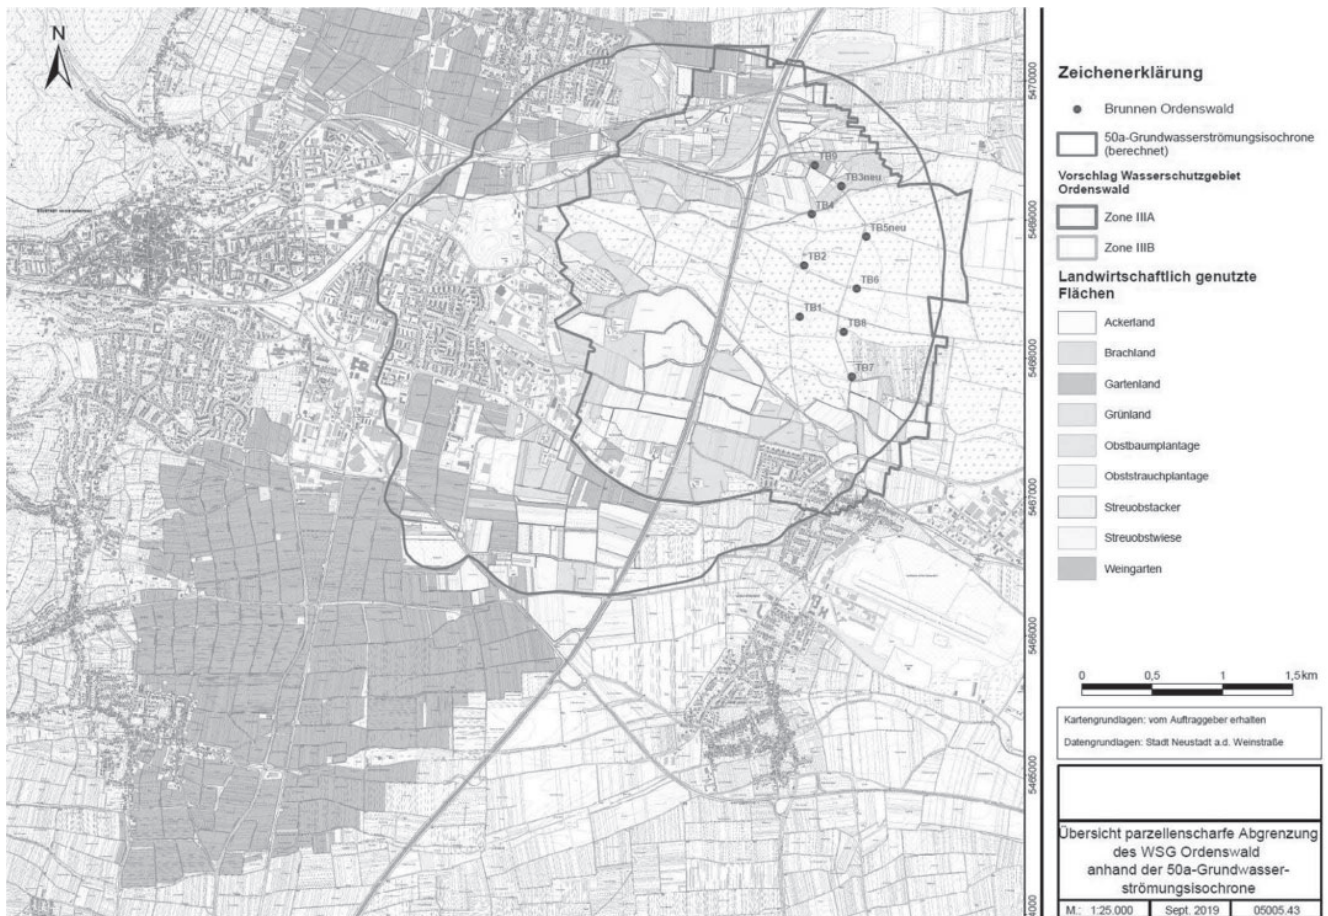 N
TB9
TB3neu
TB4
TB5neu
TB2
TB6
TB1
TB8
TB7
5470000
5469000
5468000
5467000
5466000
5465000
Zeichenerklärung
Brunnen Ordenswald
50a-Grundwasserströmungsisochrone
(berechnet)
Vorschlag Wasserschutzgebiet
Ordenswald
Zone IIIA
Zone IIIB
Landwirtschaftlich genutzte
Flächen
Ackerland
Brachland
Gartenland
Grünland
Obstbaumplantage
Obststrauchplantage
Streuobstacker
Streuobstwiese
Weingarten
0 0,5 1 1,5 km
Kartengrundlagen: vom Auftraggeber erhalten
Datengrundlagen: Stadt Neustadt a.d. Weinstraße
Übersicht parzellenscharfe Abgrenzung
des WSG Ordenswald
anhand der 50a-Grundwasser-
strömungsisochrone
M.: 1:25.000 Sept. 2019 05005.43